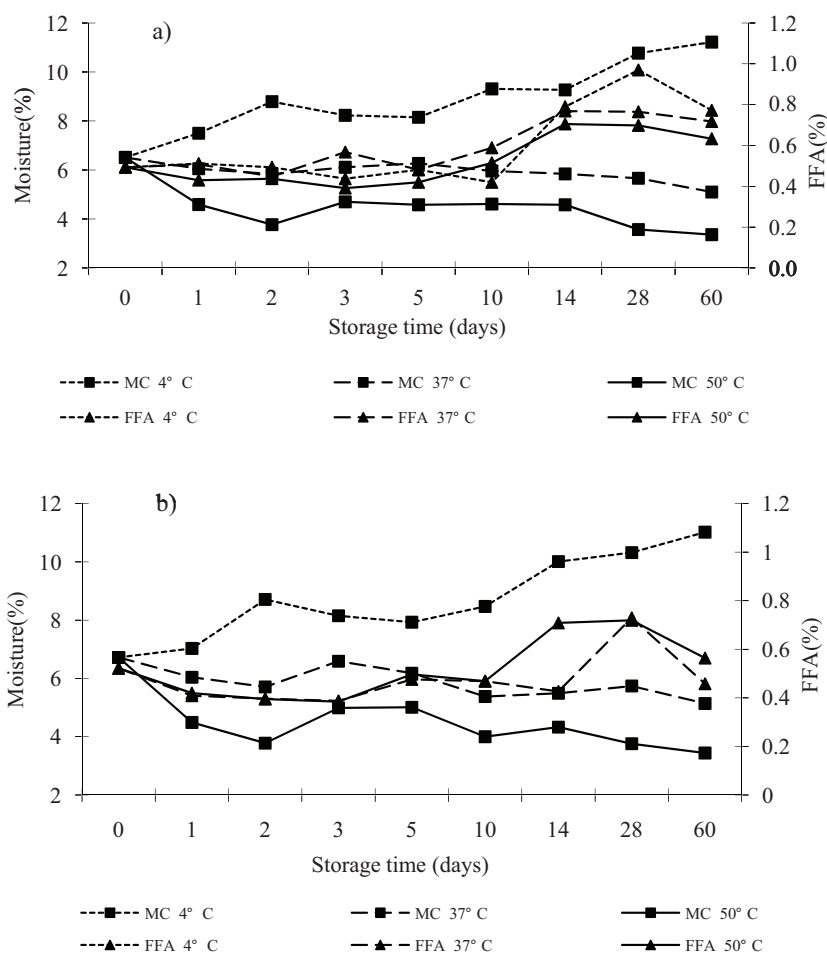 a)
12
10
8
6
4
2
Moisture(%)
1.2
1.0
0.8
0.6
0.4
0.2
0.0
FFA(%)
0 1 2 3 5 10 14 28 60
Storage time (days)
MC 4° C MC 37° C MC 50° C
FFA 4° C FFA 37° C FFA 50° C
b)
12
10
8
6
4
2
Moisture(%)
1.2
1
0.8
0.6
0.4
0.2
0
FFA(%)
0 1 2 3 5 10 14 28 60
Storage time (days)
MC 4° C MC 37° C MC 50° C
FFA 4° C FFA 37° C FFA 50° C